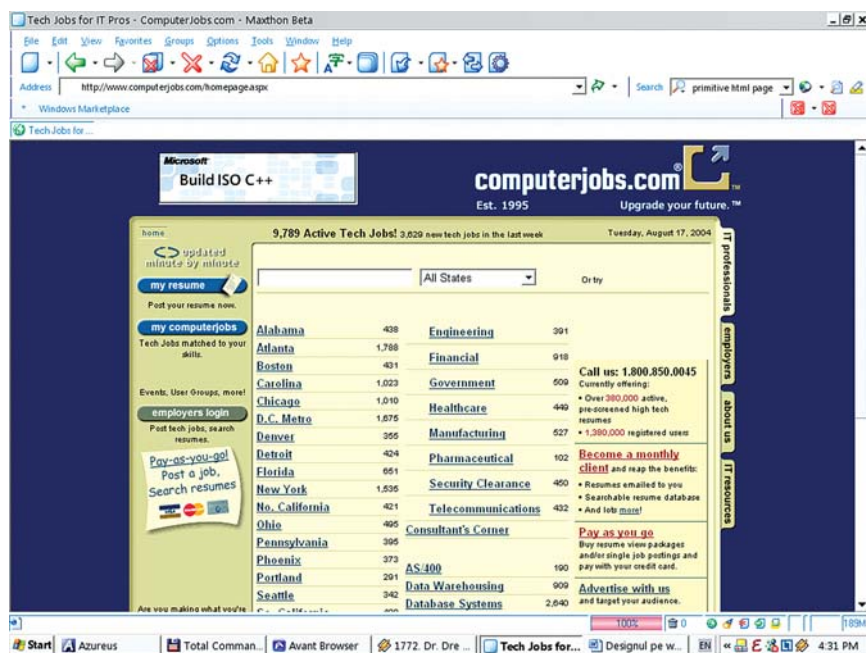 Tech Jobs for IT Pros - ComputerJobs.com - Maxthon Beta
File Edit View Favorites Groups Options Tools Window Help
Address http://www.computerjobs.com/homepage.aspx Search primitive html page
Windows Marketplace
Tech Jobs for ...
Microsoft
Build ISO C++
computerjobs.com
Est. 1995 Upgrade your future.™
home
9,789 Active Tech Jobs! 3,629 new tech jobs in the last week
Tuesday, August 17, 2004
updated
minute by minute
my resume
Post your resume now.
my computerjobs
Tech Jobs matched to your
skills.
Events, User Groups, more!
employers login
Post tech jobs, search
resumes.
Pay-as-you-go!
Post a job,
Search resumes
VISA
Are you making what you're
All States
Or try
Alabama 438
Atlanta 1,788
Boston 431
Carolina 1,023
Chicago 1,010
D.C. Metro 1,675
Denver 355
Detroit 424
Florida 651
New York 1,535
No. California 421
Ohio 495
Pennsylvania 395
Phoenix 373
Portland 291
Seattle 342
So. California
Engineering 391
Financial 918
Government 509
Healthcare 449
Manufacturing 527
Pharmaceutical 102
Security Clearance 450
Telecommunications 432
Consultant's Corner
AS/400 190
Data Warehousing 909
Database Systems 2,640
Call us: 1.800.850.0045
Currently offering:
• Over 380,000 active,
pre-screened high tech
resumes
• 1,380,000 registered users
Become a monthly
client and reap the benefits:
• Resumes emailed to you
• Searchable resume database
• And lots more!
Pay as you go
Buy resume view packages
and/or single job postings and
pay with your credit card.
Advertise with us
and target your audience.
IT professionals
employers
about us
IT resources
100% 0 189M
Start Azureus Total Comman... Avant Browser 1772. Dr. Dre ... Tech Jobs for... Designul pe w... EN « 4:31 PM